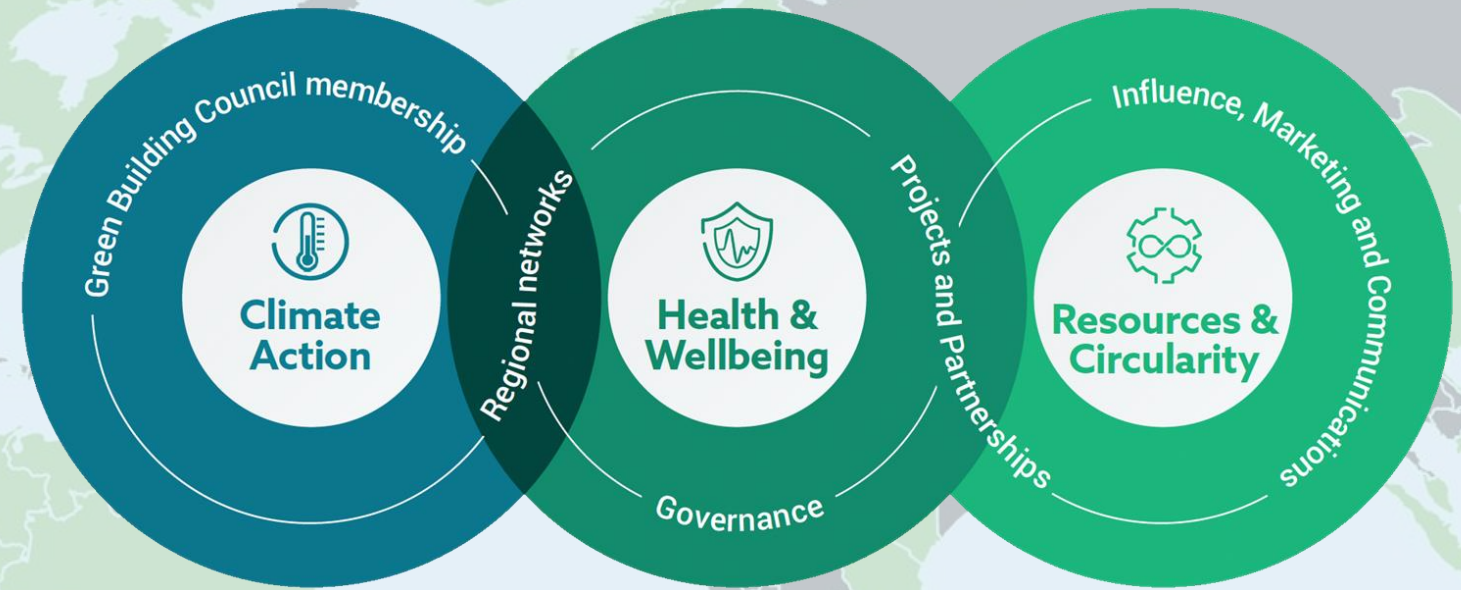 Green Building Council membership
Climate
Action
Regional networks
Health &
Wellbeing
Governance
Projects and Partnerships
Resources &
Circularity
Influence, Marketing and Communications